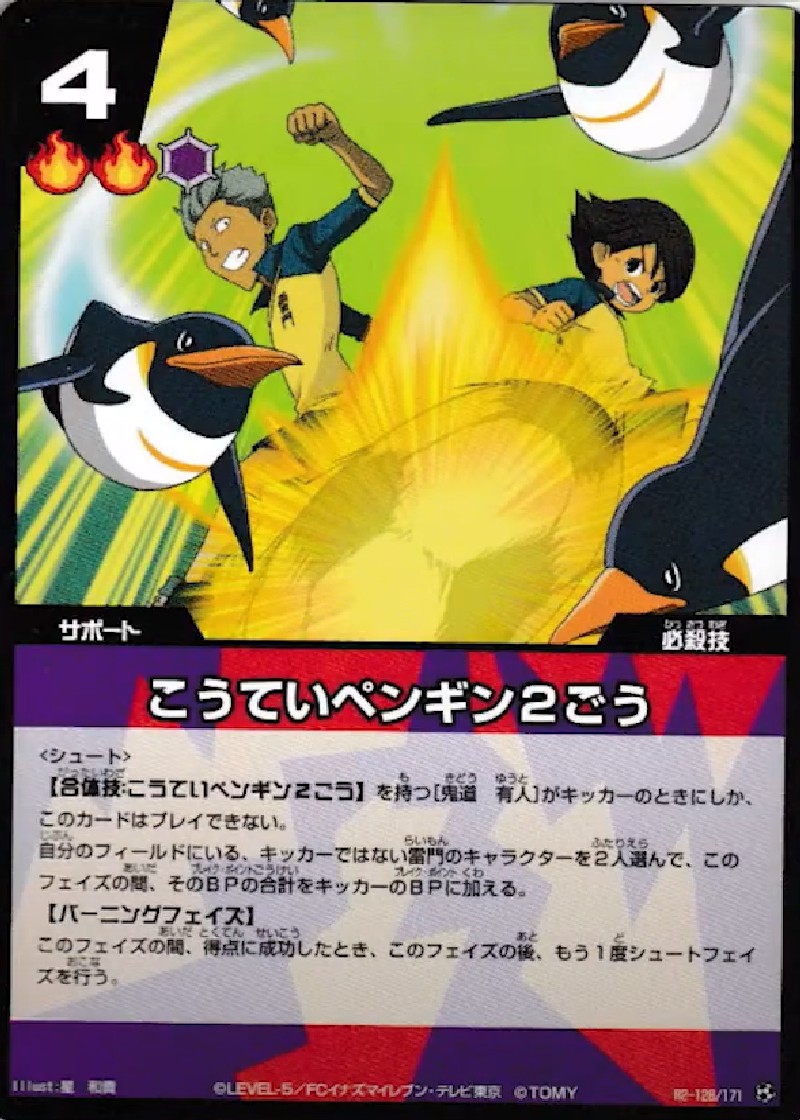 4
サポート
必殺技
こうていペンギン2ごう
<シュート>
【合体技:こうていペンギン2ごう】を持つ[鬼道 有人]がキッカーのときにしか、
このカードはプレイできない。
自分のフィールドにいる、キッカーではない雷門のキャラクターを2人選んで、この
フェイズの間、そのBPの合計をキッカーのBPに加える。
【バーニングフェイズ】
このフェイズの間、得点に成功したとき、このフェイズの後、もう1度シュートフェイ
ズを行う。
Illust:星 和貴
©LEVEL-5/FCイナズマイレブン・テレビ東京 ©TOMY
R2-128/171